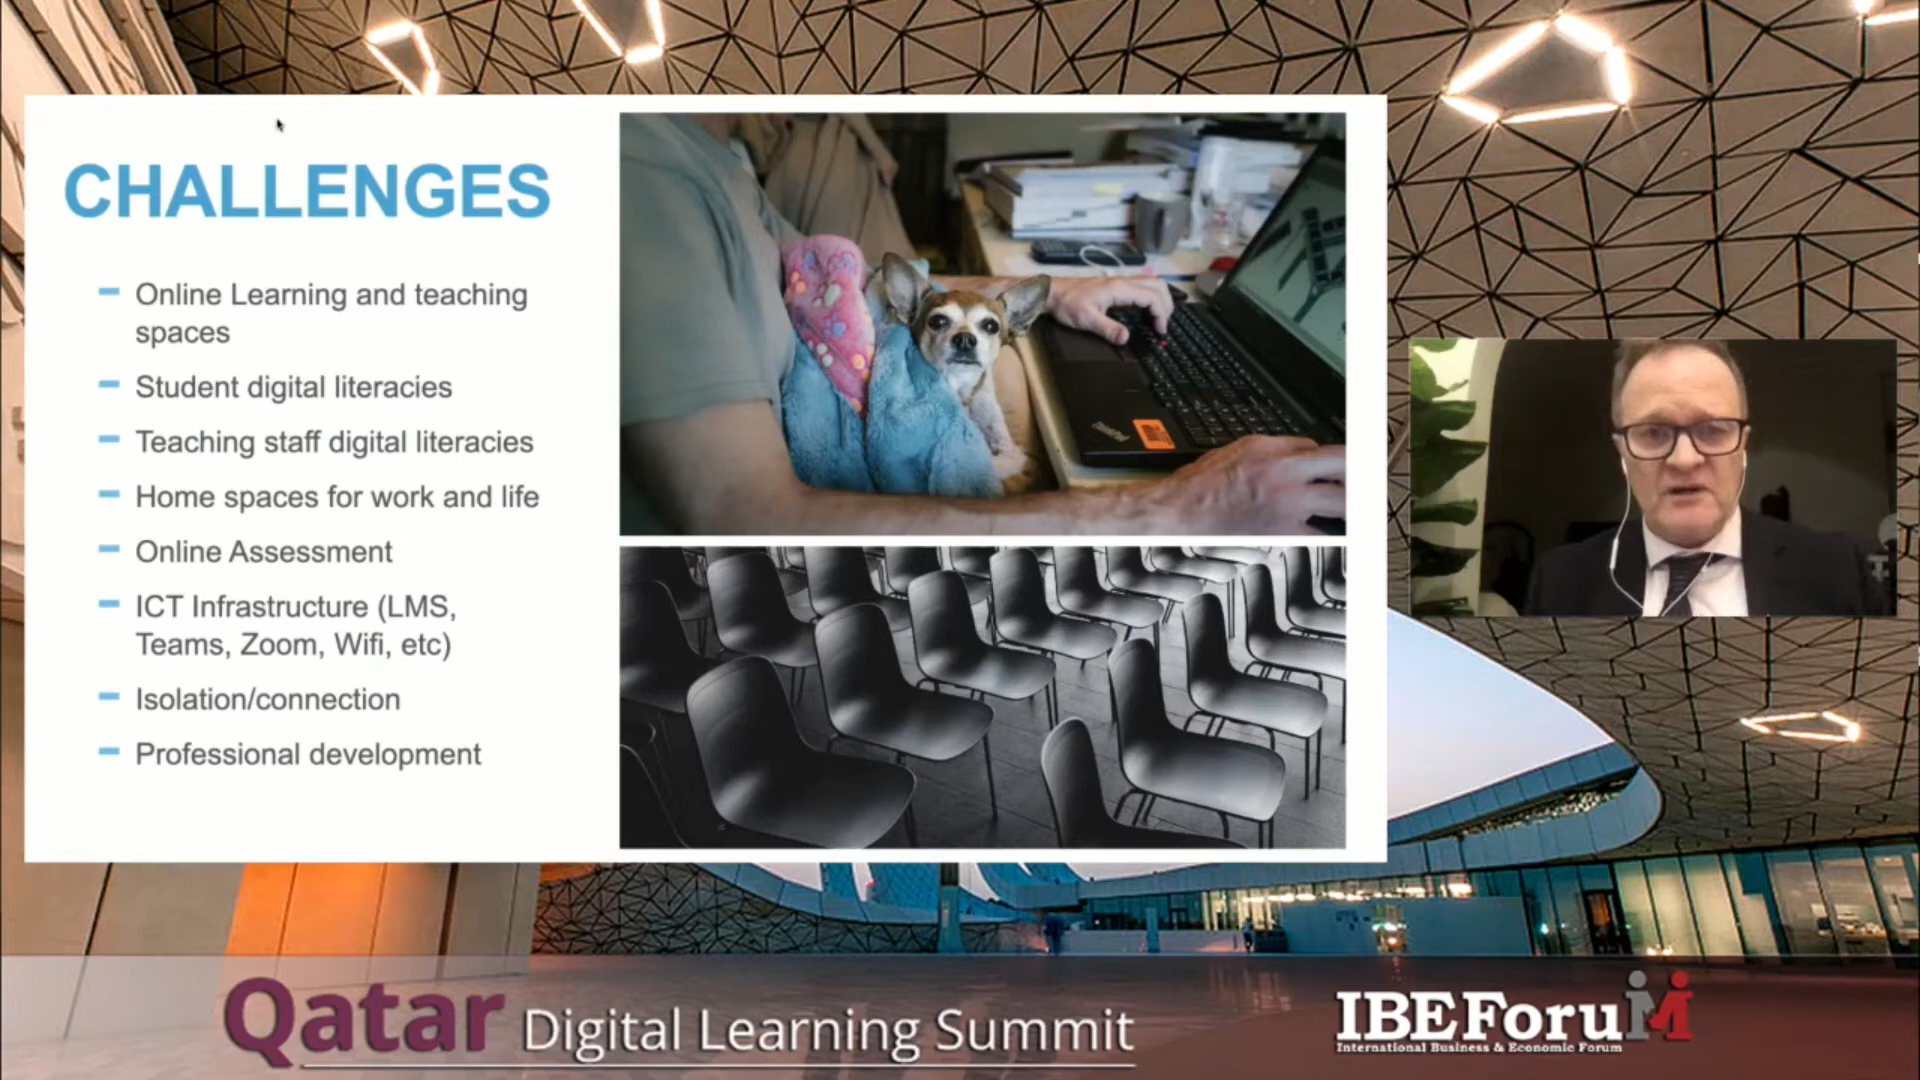 CHALLENGES
Online Learning and teaching
spaces
Student digital literacies
Teaching staff digital literacies
Home spaces for work and life
Online Assessment
ICT Infrastructure (LMS,
Teams, Zoom, Wifi, etc)
Isolation/connection
Professional development
ThinkPad
Qatar Digital Learning Summit
IBEForuM
International Business & Economic Forum